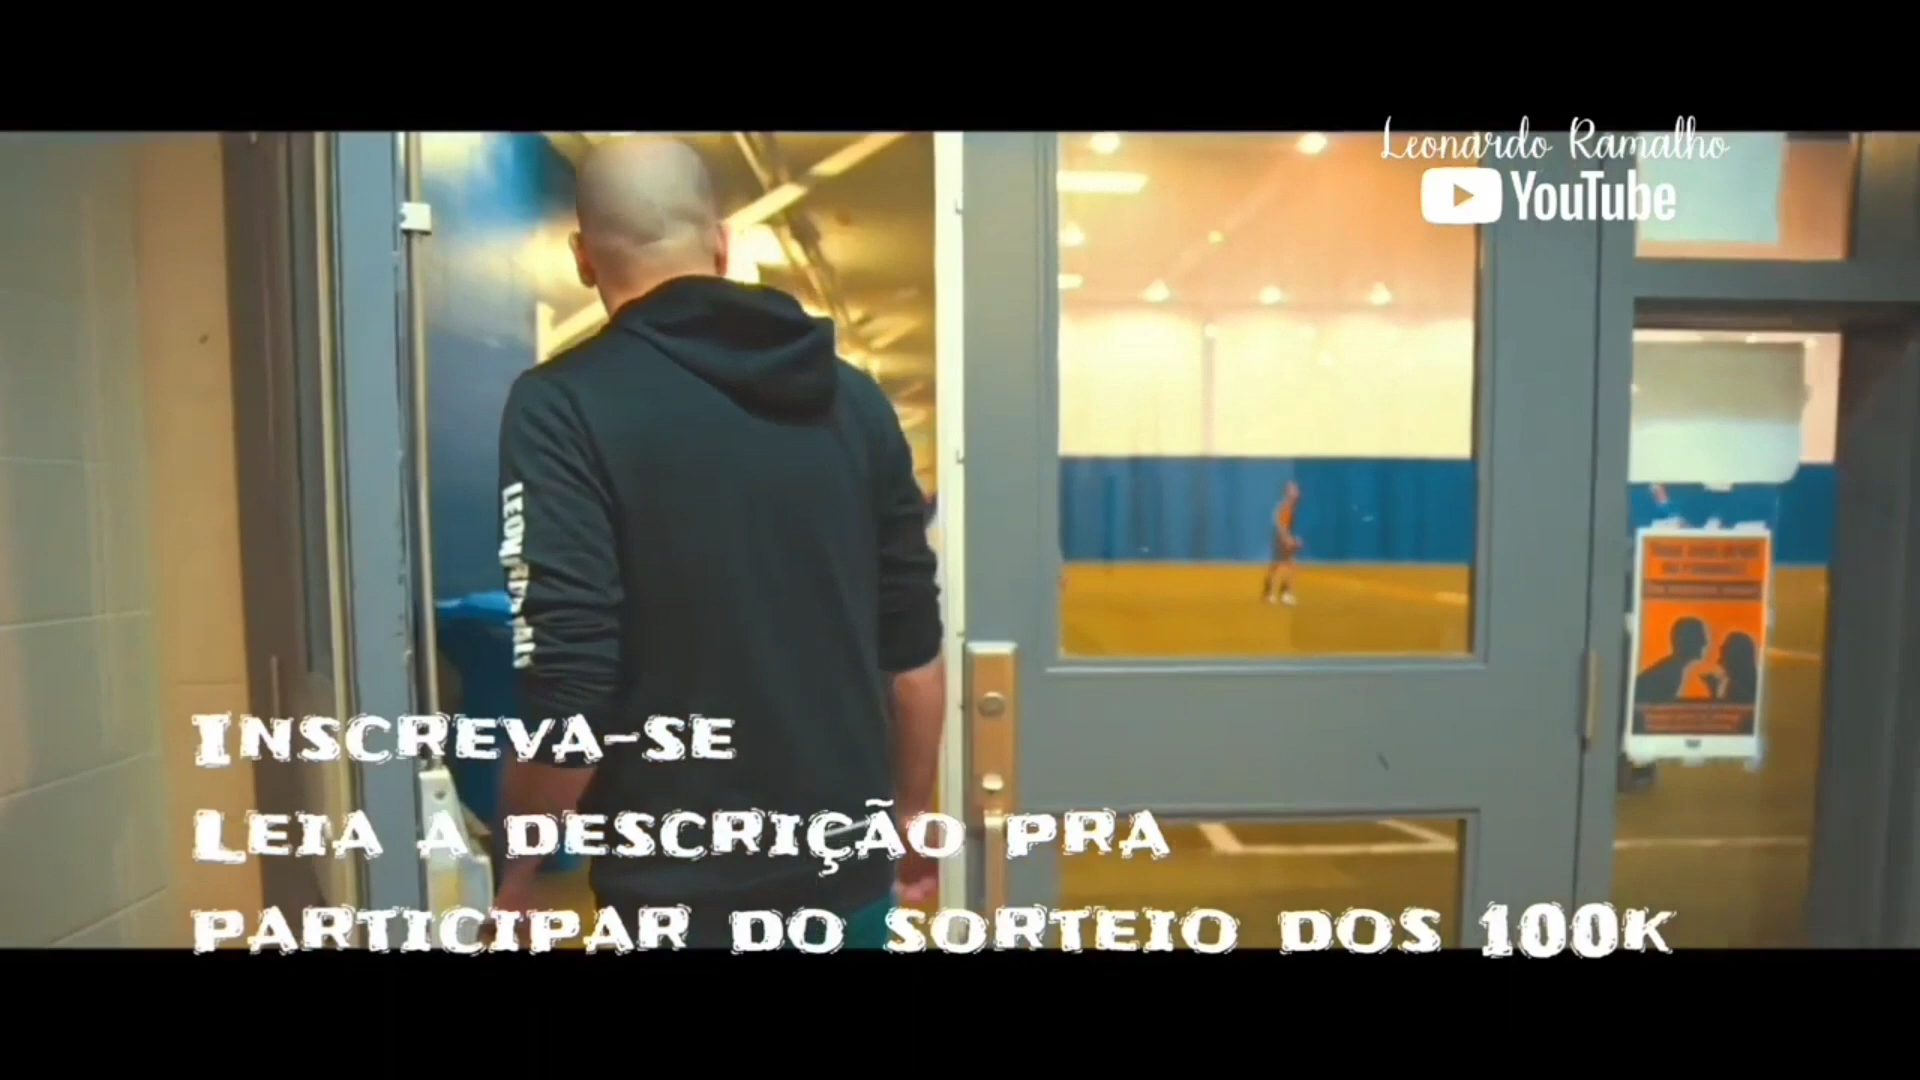 Leonardo Ramalho
YouTube
INSCREVA-SE
LEIA A DESCRIÇÃO PRA
PARTICIPAR DO SORTEIO DOS 100K